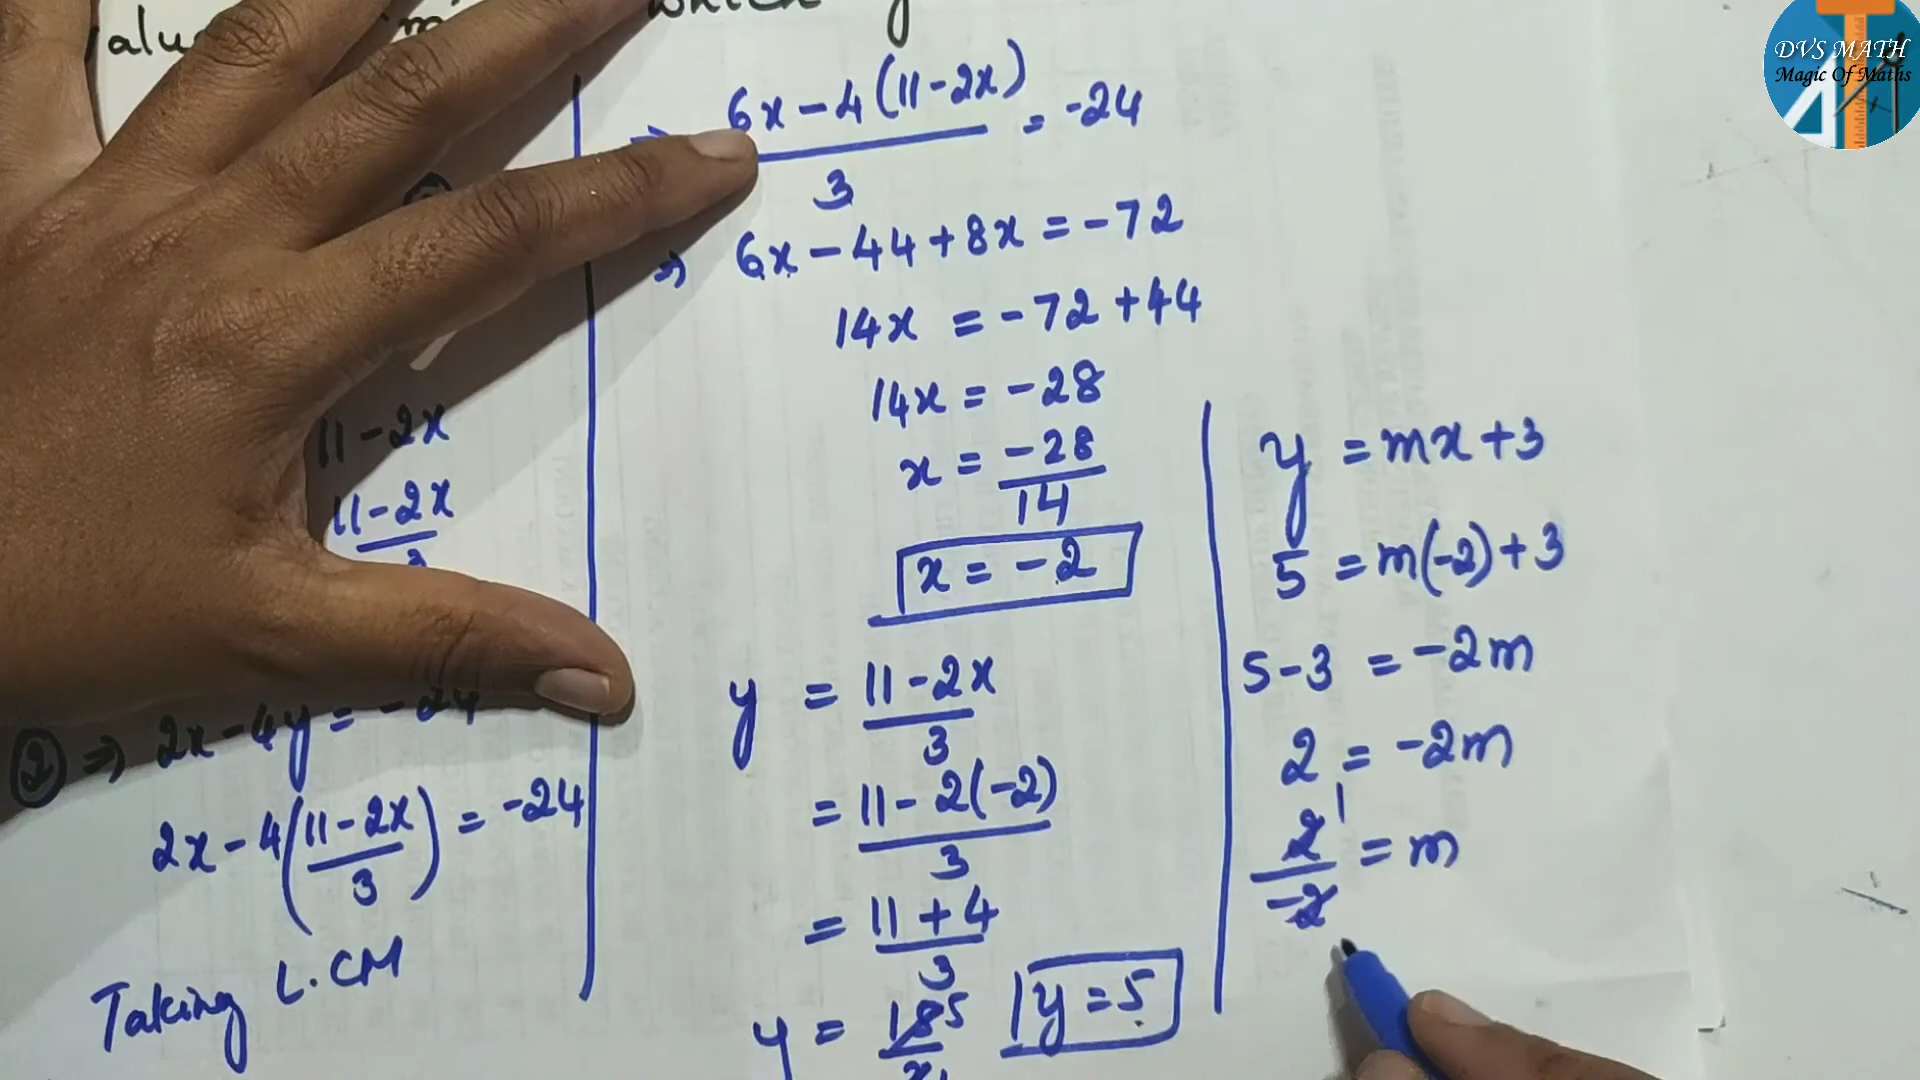 which y
11-2x
11-2x
② ⇒ 2x-4y = -24
2x-4(11-2x/3) = -24
Taking L.CM
6x-4(11-2x)/3 = -24
⇒ 6x-44+8x = -72
14x = -72+44
14x = -28
x = -28/14
x = -2
y = 11-2x/3
= 11-2(-2)/3
= 11+4/3
y = 15 5
y = 5
y = mx+3
5 = m(-2)+3
5-3 = -2m
2 = -2m
2 1/-2 = m
DVS MATH
Magic Of Maths